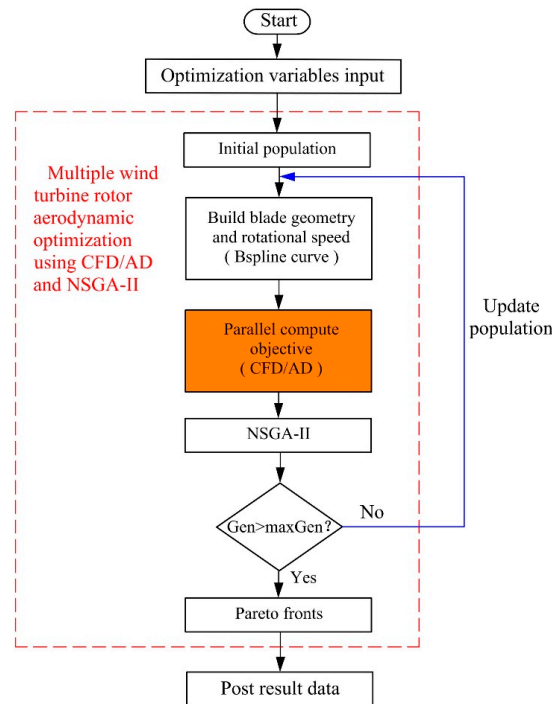 Start
Optimization variables input
Initial population
Multiple wind
turbine rotor
aerodynamic
optimization
using CFD/AD
and NSGA-II
Build blade geometry
and rotational speed
( Bspline curve )
Update
population
Parallel compute
objective
( CFD/AD )
NSGA-II
Gen>maxGen?
No
Yes
Pareto fronts
Post result data